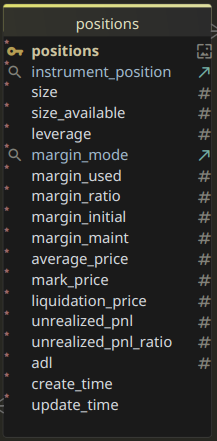 positions
positions
instrument_position
size
size_available
leverage
margin_mode
margin_used
margin_ratio
margin_initial
margin_maint
average_price
mark_price
liquidation_price
unrealized_pnl
unrealized_pnl_ratio
adl
create_time
update_time